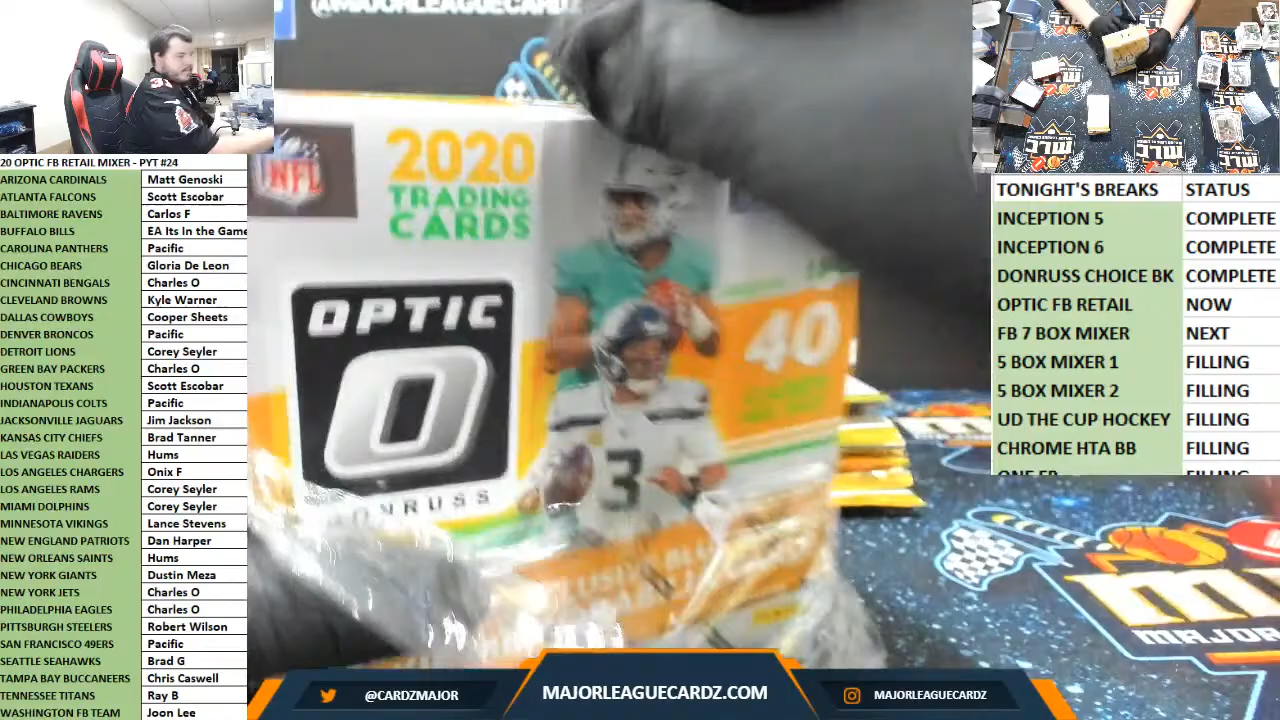 @MAJORLEAGUECARDZ
20 OPTIC FB RETAIL MIXER - PYT #24
ARIZONA CARDINALS Matt Genoski
ATLANTA FALCONS Scott Escobar
BALTIMORE RAVENS Carlos F
BUFFALO BILLS EA Its In the Game
CAROLINA PANTHERS Pacific
CHICAGO BEARS Gloria De Leon
CINCINNATI BENGALS Charles O
CLEVELAND BROWNS Kyle Warner
DALLAS COWBOYS Cooper Sheets
DENVER BRONCOS Pacific
DETROIT LIONS Corey Seyler
GREEN BAY PACKERS Charles O
HOUSTON TEXANS Scott Escobar
INDIANAPOLIS COLTS Pacific
JACKSONVILLE JAGUARS Jim Jackson
KANSAS CITY CHIEFS Brad Tanner
LAS VEGAS RAIDERS Hums
LOS ANGELES CHARGERS Onix F
LOS ANGELES RAMS Corey Seyler
MIAMI DOLPHINS Corey Seyler
MINNESOTA VIKINGS Lance Stevens
NEW ENGLAND PATRIOTS Dan Harper
NEW ORLEANS SAINTS Hums
NEW YORK GIANTS Dustin Meza
NEW YORK JETS Charles O
PHILADELPHIA EAGLES Charles O
PITTSBURGH STEELERS Robert Wilson
SAN FRANCISCO 49ERS Pacific
SEATTLE SEAHAWKS Brad G
TAMPA BAY BUCCANEERS Chris Caswell
TENNESSEE TITANS Ray B
WASHINGTON FB TEAM Joon Lee
NFL
2020
TRADING
CARDS
OPTIC
O
DONRUSS
40
3
TONIGHT'S BREAKS STATUS
INCEPTION 5 COMPLETE
INCEPTION 6 COMPLETE
DONRUSS CHOICE BK COMPLETE
OPTIC FB RETAIL NOW
FB 7 BOX MIXER NEXT
5 BOX MIXER 1 FILLING
5 BOX MIXER 2 FILLING
UD THE CUP HOCKEY FILLING
CHROME HTA BB FILLING
MAJOR
@CARDZMAJOR
MAJORLEAGUECARDZ.COM
MAJORLEAGUECARDZ